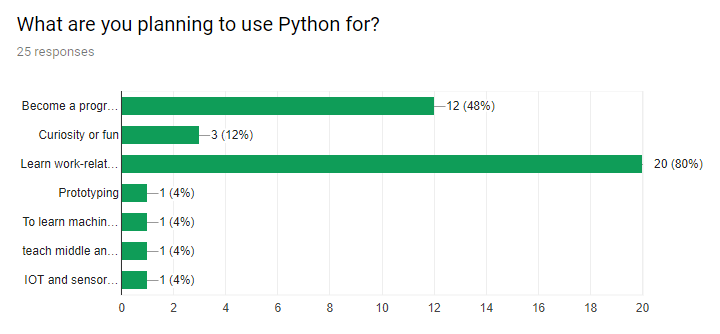 What are you planning to use Python for?
25 responses
Become a progr... 12 (48%)
Curiosity or fun 3 (12%)
Learn work-relat... 20 (80%)
Prototyping 1 (4%)
To learn machin... 1 (4%)
teach middle an... 1 (4%)
IOT and sensor... 1 (4%)
0 2 4 6 8 10 12 14 16 18 20